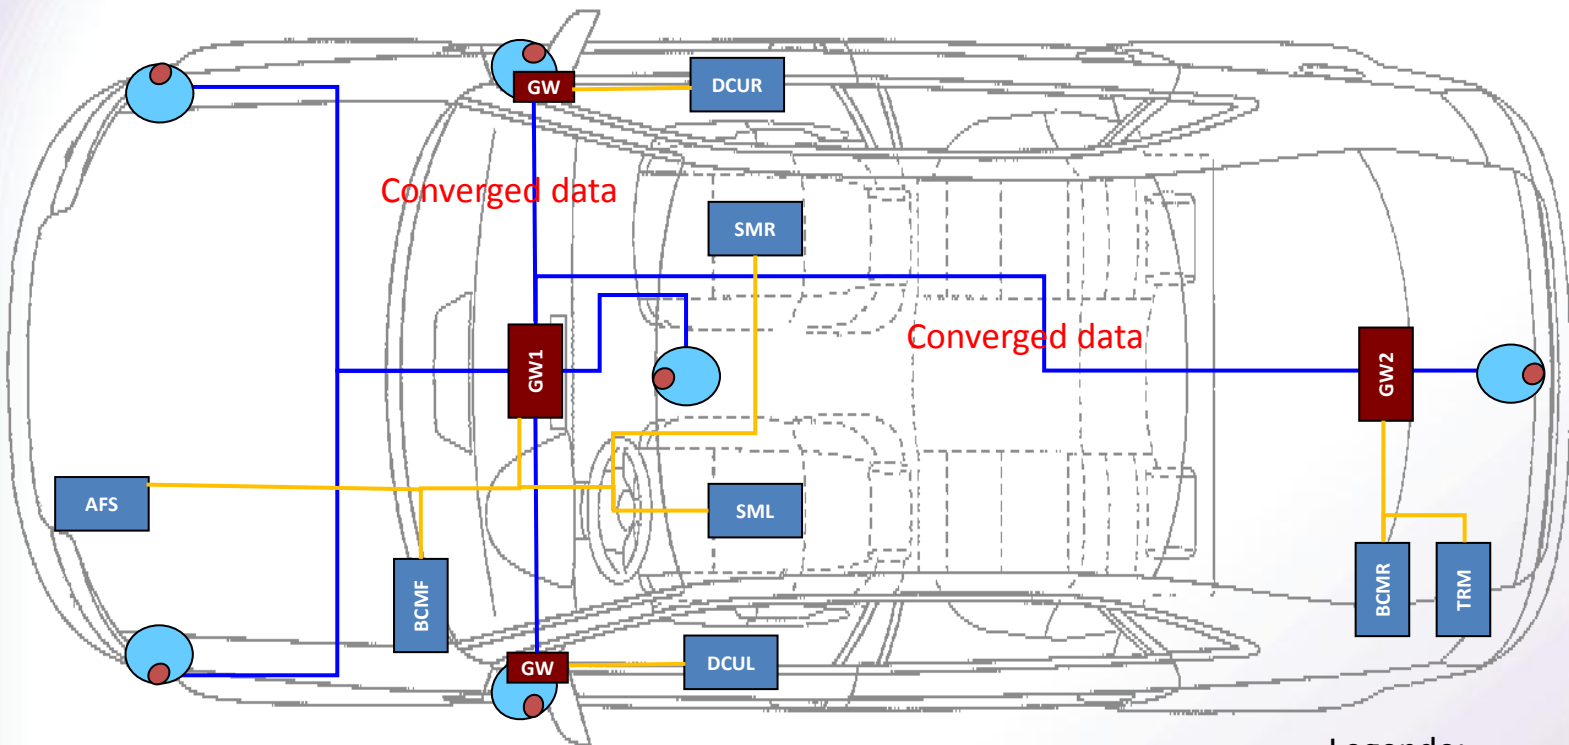 GW
DCUR
Converged data
SMR
Converged data
GW1
GW2
AFS
SML
BCMF
BCMR
TRM
GW
DCUL